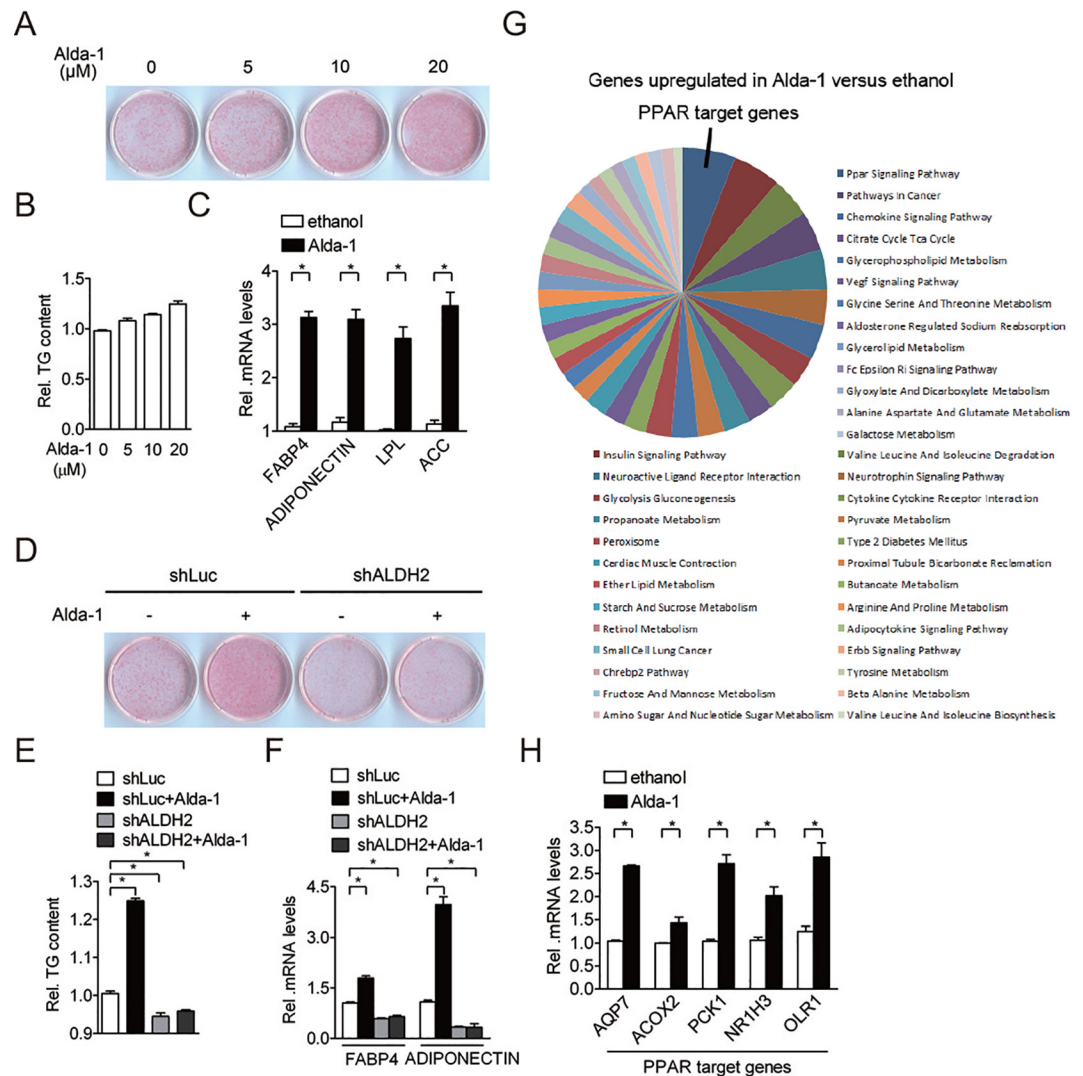 A
Alda-1
(µM)
0 5 10 20
B
Rel. TG content
1.5
1.0
0.5
0.0
Alda-1 0 5 10 20
(µM)
C
ethanol
Alda-1
Rel .mRNA levels
* * * *
4
3
2
1
FABP4 ADIPONECTIN LPL ACC
D
shLuc shALDH2
Alda-1 - + - +
E
shLuc
shLuc+Alda-1
shALDH2
shALDH2+Alda-1
*
*
*
Rel. TG content
1.3
1.2
1.1
1.0
0.9
F
shLuc
shLuc+Alda-1
shALDH2
shALDH2+Alda-1
* *
* *
Rel .mRNA levels
4.5
3.0
1.5
0.0
FABP4 ADIPONECTIN
G
Genes upregulated in Alda-1 versus ethanol
PPAR target genes
Ppar Signaling Pathway
Pathways In Cancer
Chemokine Signaling Pathway
Citrate Cycle Tca Cycle
Glycerophospholipid Metabolism
Vegf Signaling Pathway
Glycine Serine And Threonine Metabolism
Aldosterone Regulated Sodium Reabsorption
Glycerolipid Metabolism
Fc Epsilon Ri Signaling Pathway
Glyoxylate And Dicarboxylate Metabolism
Alanine Aspartate And Glutamate Metabolism
Galactose Metabolism
Insulin Signaling Pathway Valine Leucine And Isoleucine Degradation
Neuroactive Ligand Receptor Interaction Neurotrophin Signaling Pathway
Glycolysis Gluconeogenesis Cytokine Cytokine Receptor Interaction
Propanoate Metabolism Pyruvate Metabolism
Peroxisome Type 2 Diabetes Mellitus
Cardiac Muscle Contraction Proximal Tubule Bicarbonate Reclamation
Ether Lipid Metabolism Butanoate Metabolism
Starch And Sucrose Metabolism Arginine And Proline Metabolism
Retinol Metabolism Adipocytokine Signaling Pathway
Small Cell Lung Cancer Erbb Signaling Pathway
Chrebp2 Pathway Tyrosine Metabolism
Fructose And Mannose Metabolism Beta Alanine Metabolism
Amino Sugar And Nucleotide Sugar Metabolism Valine Leucine And Isoleucine Biosynthesis
H
ethanol
Alda-1
* * * * *
Rel .mRNA levels
3.5
3.0
2.5
2.0
1.5
1.0
0.5
0.0
AQP7 ACOX2 PCK1 NR1H3 OLR1
PPAR target genes